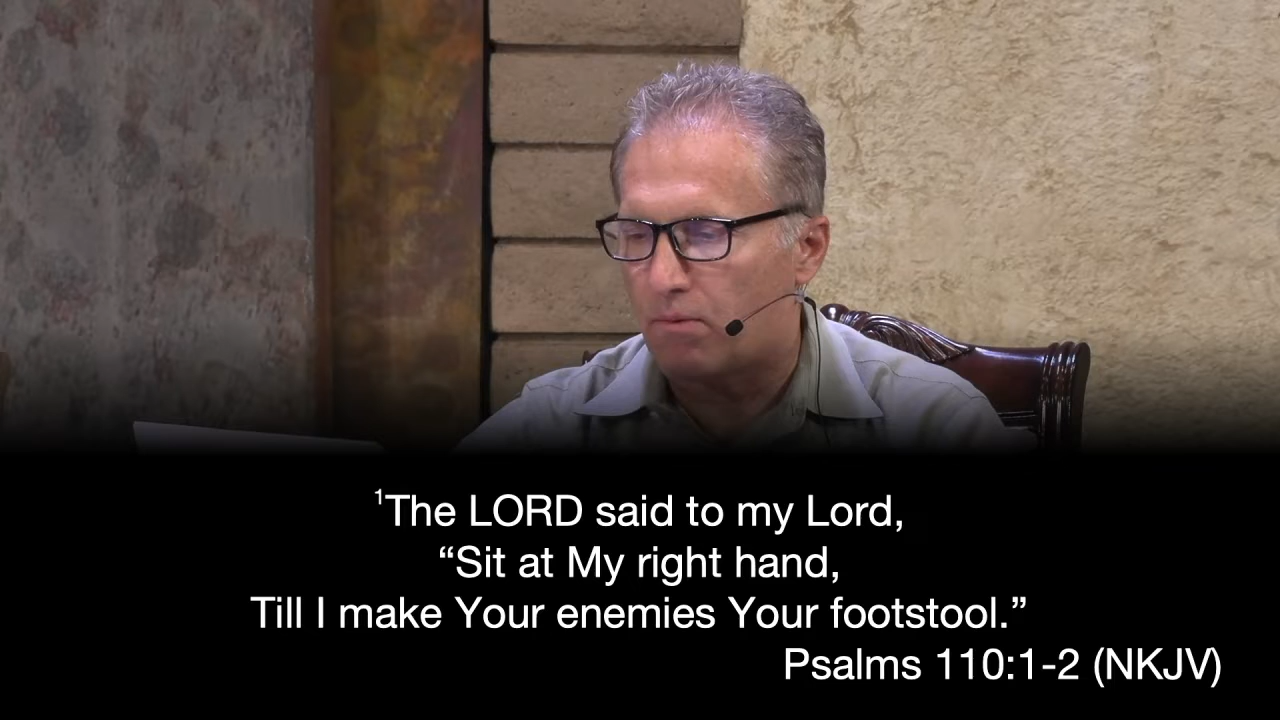 ¹The LORD said to my Lord,
“Sit at My right hand,
Till I make Your enemies Your footstool.”
Psalms 110:1-2 (NKJV)